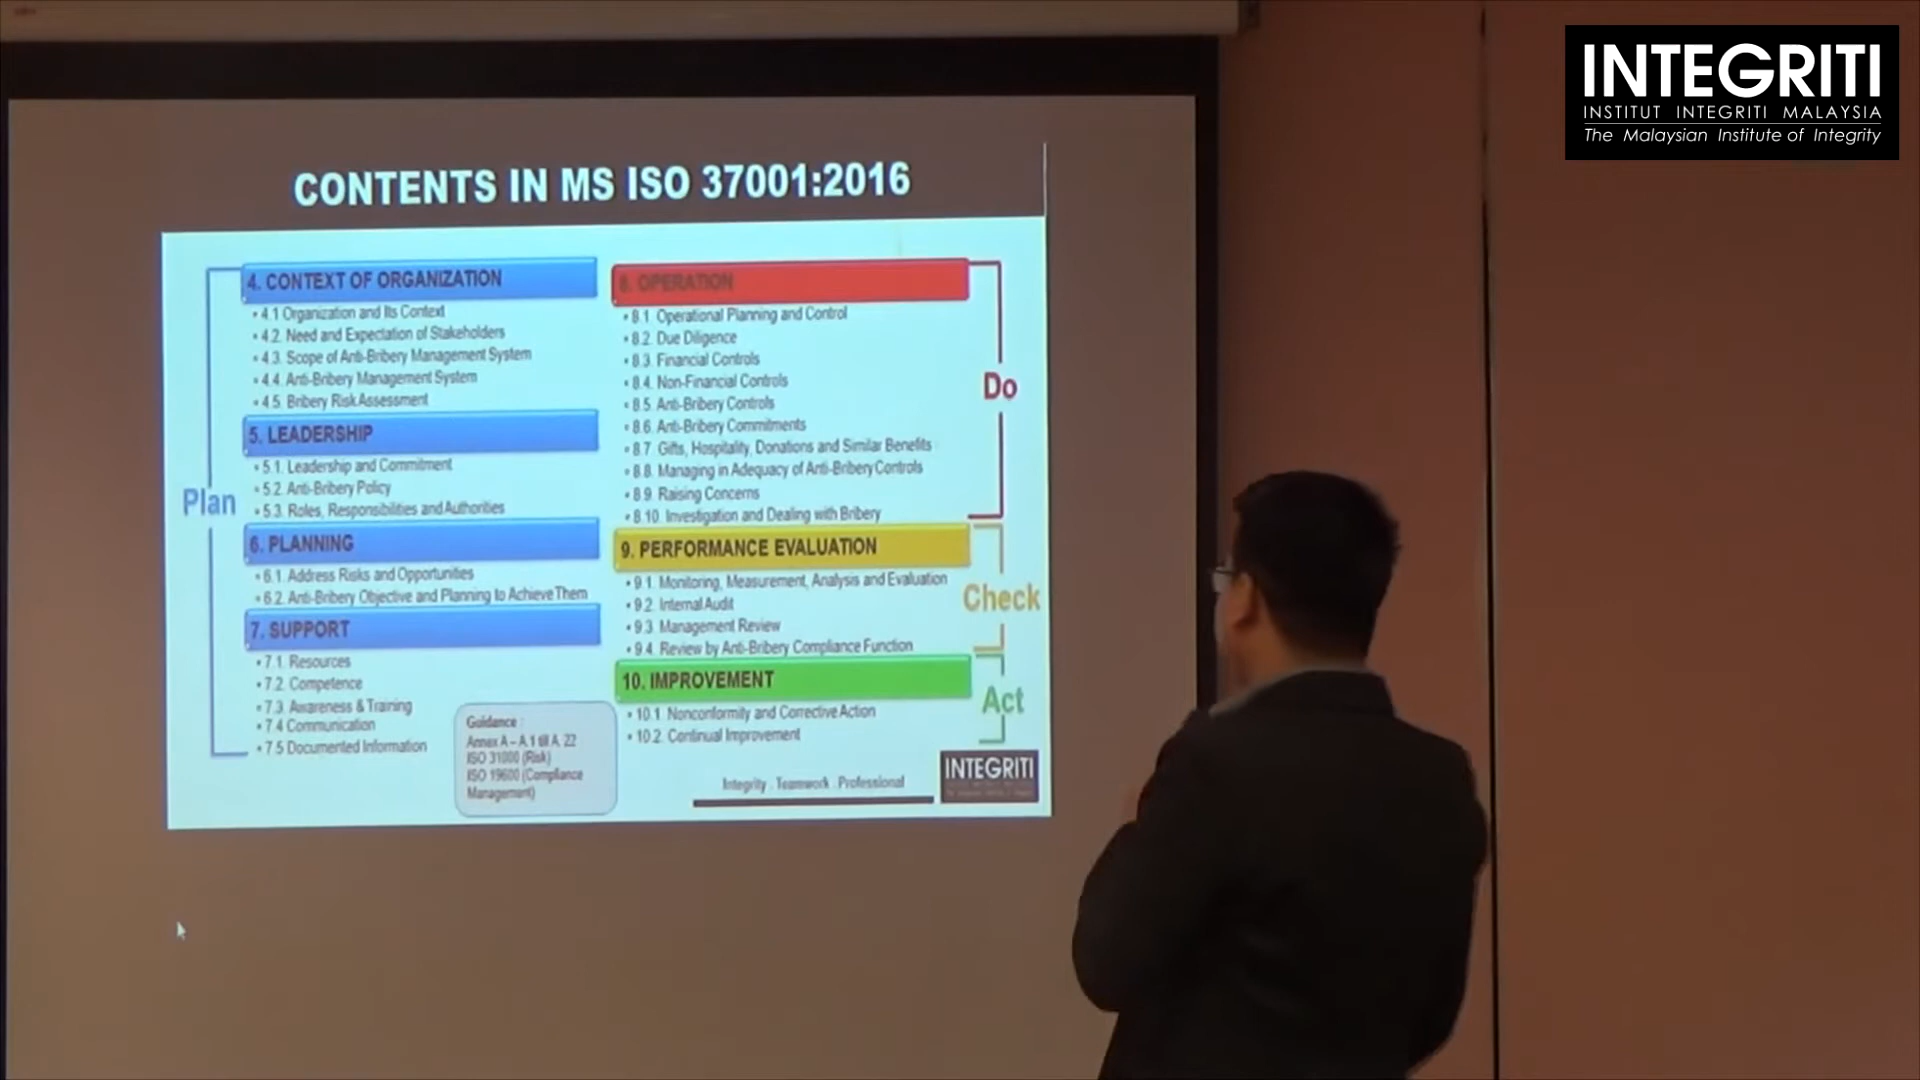 INTEGRITI
INSTITUT INTEGRITI MALAYSIA
The Malaysian Institute of Integrity
CONTENTS IN MS ISO 37001:2016
Plan
4. CONTEXT OF ORGANIZATION
• 4.1 Organization and Its Context
• 4.2. Need and Expectation of Stakeholders
• 4.3. Scope of Anti-Bribery Management System
• 4.4. Anti-Bribery Management System
• 4.5. Bribery Risk Assessment
5. LEADERSHIP
• 5.1. Leadership and Commitment
• 5.2. Anti-Bribery Policy
• 5.3. Roles, Responsibilities and Authorities
6. PLANNING
• 6.1. Address Risks and Opportunities
• 6.2. Anti-Bribery Objective and Planning to Achieve Them
7. SUPPORT
• 7.1. Resources
• 7.2. Competence
• 7.3. Awareness & Training
• 7.4 Communication
• 7.5 Documented Information
Guidance :
Annex A – A.1 till A. 22
ISO 31000 (Risk)
ISO 19600 (Compliance
Management)
8. OPERATION
• 8.1. Operational Planning and Control
• 8.2. Due Diligence
• 8.3. Financial Controls
• 8.4. Non-Financial Controls
• 8.5. Anti-Bribery Controls
• 8.6. Anti-Bribery Commitments
• 8.7. Gifts, Hospitality, Donations and Similar Benefits
• 8.8. Managing in Adequacy of Anti-Bribery Controls
• 8.9. Raising Concerns
• 8.10. Investigation and Dealing with Bribery
Do
9. PERFORMANCE EVALUATION
• 9.1. Monitoring, Measurement, Analysis and Evaluation
• 9.2. Internal Audit
• 9.3. Management Review
• 9.4. Review by Anti-Bribery Compliance Function
Check
10. IMPROVEMENT
• 10.1. Nonconformity and Corrective Action
• 10.2. Continual Improvement
Act
Integrity . Teamwork . Professional
INTEGRITI